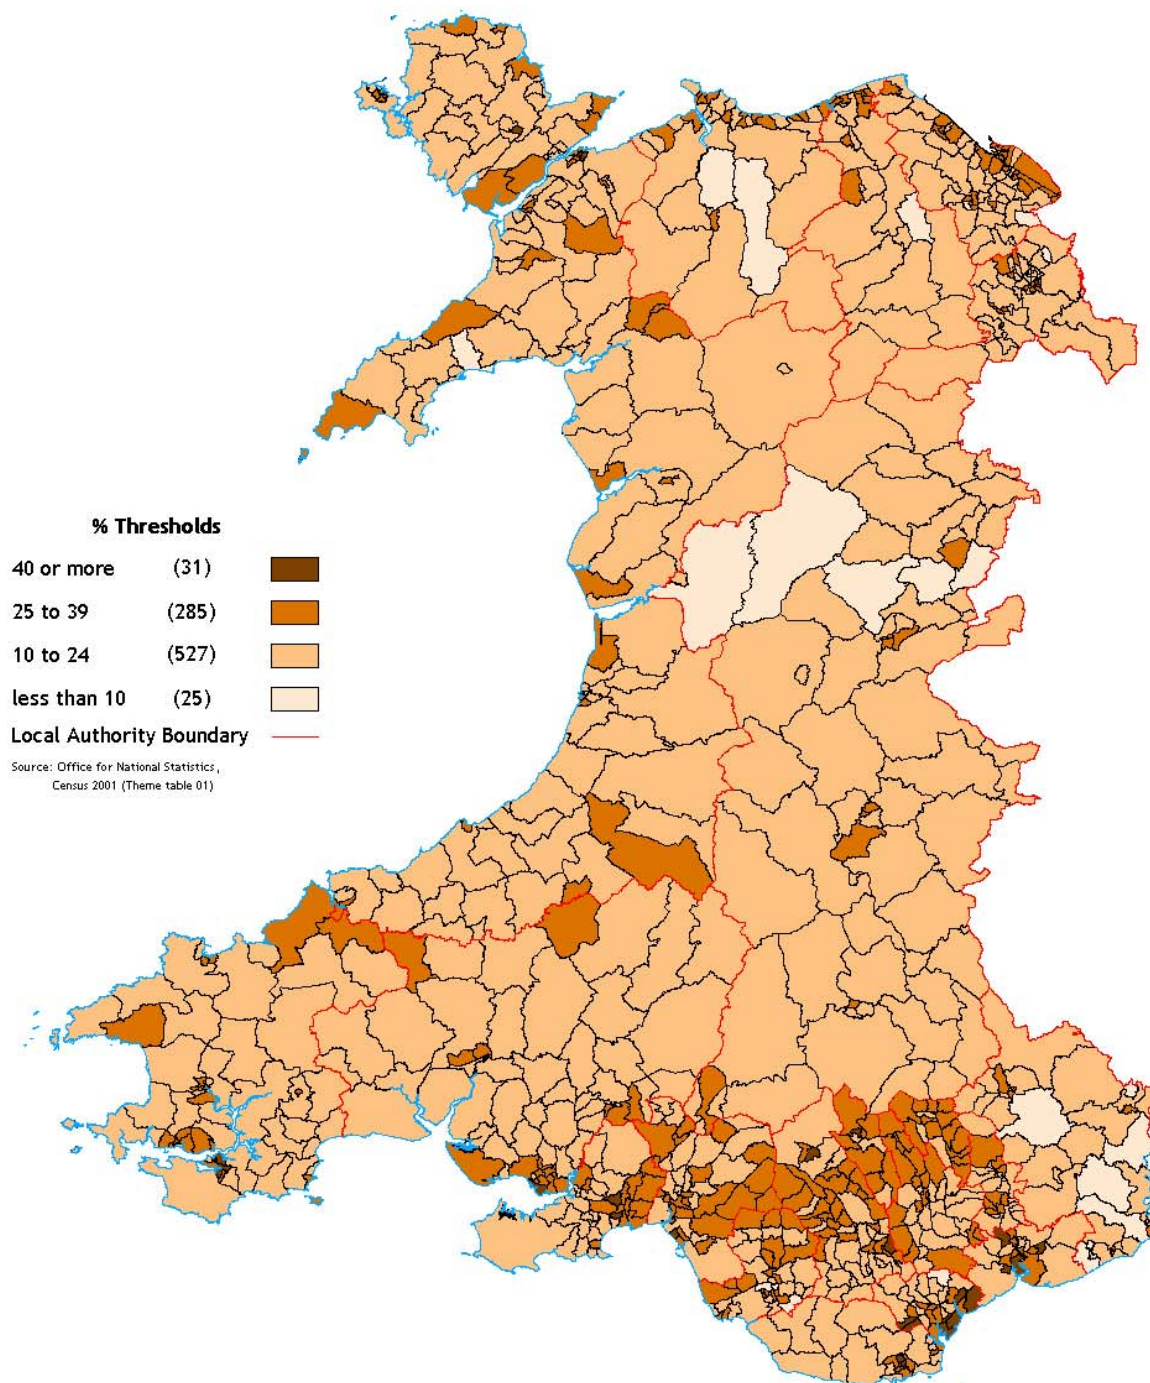 % Thresholds
40 or more (31)
25 to 39 (285)
10 to 24 (527)
less than 10 (25)
Local Authority Boundary
Source: Office for National Statistics,
Census 2001 (Theme table 01)